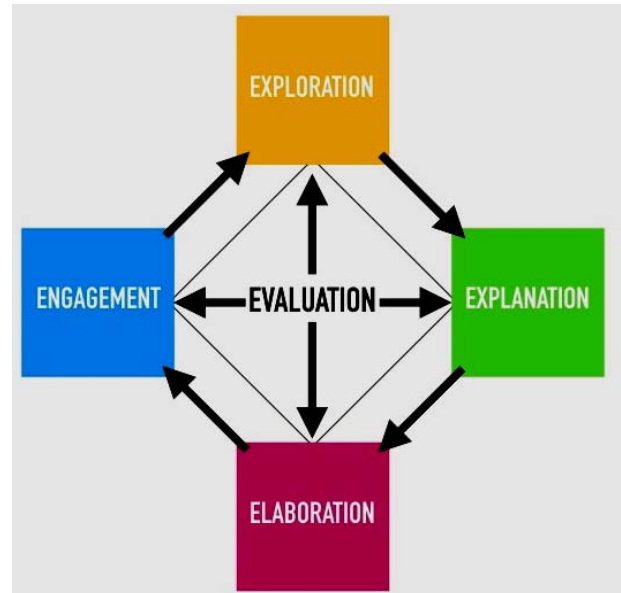 EXPLORATION
ENGAGEMENT
EVALUATION
EXPLANATION
ELABORATION